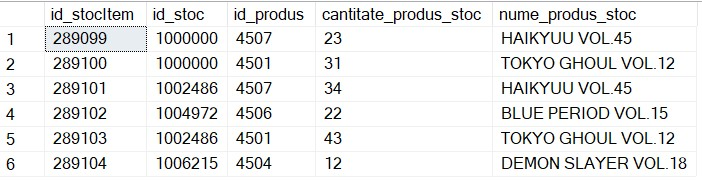 id_stocItem id_stoc id_produs cantitate_produs_stoc nume_produs_stoc
1 289099 1000000 4507 23 HAIKYUU VOL.45
2 289100 1000000 4501 31 TOKYO GHOUL VOL.12
3 289101 1002486 4507 34 HAIKYUU VOL.45
4 289102 1004972 4506 22 BLUE PERIOD VOL.15
5 289103 1002486 4501 43 TOKYO GHOUL VOL.12
6 289104 1006215 4504 12 DEMON SLAYER VOL.18